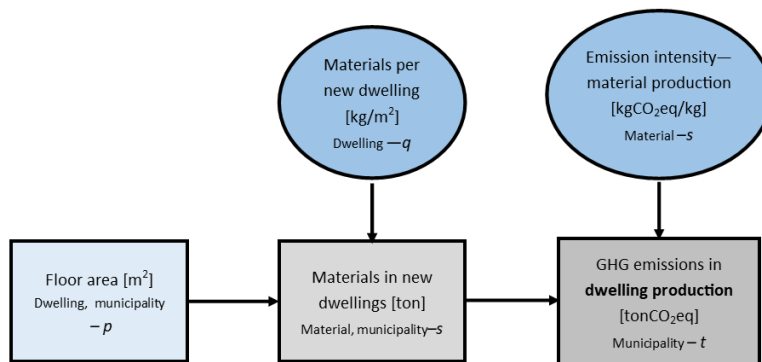 Materials per
new dwelling
[kg/m²]
Dwelling —q
Emission intensity—
material production
[kgCO₂eq/kg]
Material –s
Floor area [m²]
Dwelling, municipality
– p
Materials in new
dwellings [ton]
Material, municipality–s
GHG emissions in
dwelling production
[tonCO₂eq]
Municipality – t